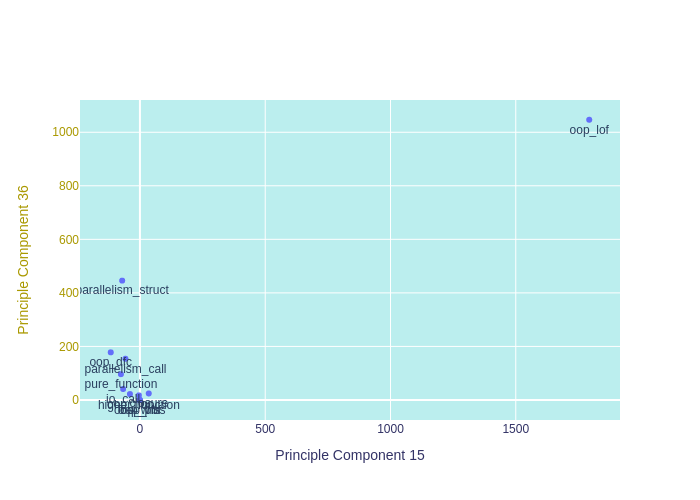 1000
oop_lof
800
600
400
parallelism_struct
200
oop_dfc
parallelism_call
pure_function
0
0
500
1000
1500
Principle Component 15
Principle Component 36